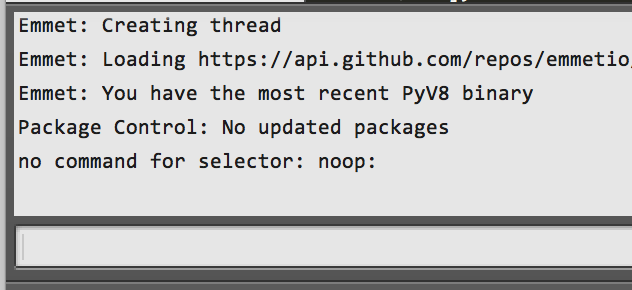 Emmet: Creating thread
Emmet: Loading https://api.github.com/repos/emmetio/
Emmet: You have the most recent PyV8 binary
Package Control: No updated packages
no command for selector: noop: